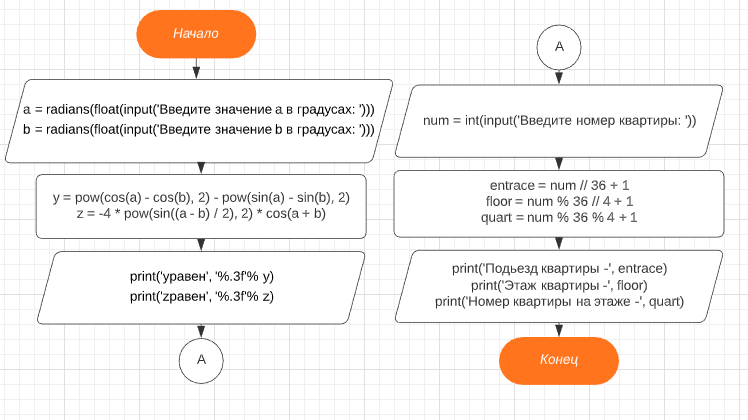 Начало
a = radians(float(input('Введите значение a в градусах: ')))
b = radians(float(input('Введите значение b в градусах: ')))
y = pow(cos(a) - cos(b), 2) - pow(sin(a) - sin(b), 2)
z = -4 * pow(sin((a - b) / 2), 2) * cos(a + b)
print('yравен', '%.3f'% y)
print('zравен', '%.3f'% z)
A
A
num = int(input('Введите номер квартиры: '))
entrace = num // 36 + 1
floor = num % 36 // 4 + 1
quart = num % 36 % 4 + 1
print('Подьезд квартиры -', entrace)
print('Этаж квартиры -', floor)
print('Номер квартиры на этаже -', quart)
Конец